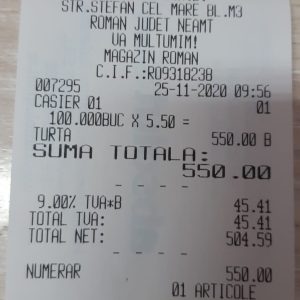 STR.STEFAN CEL MARE BL.M3
ROMAN JUDET NEAMT
VA MULTUMIM!
MAGAZIN ROMAN
C.I.F.:RO9318238
007295 25-11-2020 09:56
CASIER 01 01
100.000BUC X 5.50 =
TURTA 550.00 B
SUMA TOTALA:
550.00
- - - -
9.00% TVA*B 45.41
TOTAL TVA: 45.41
TOTAL NET: 504.59
- - - -
NUMERAR 550.00
01 ARTICOLE